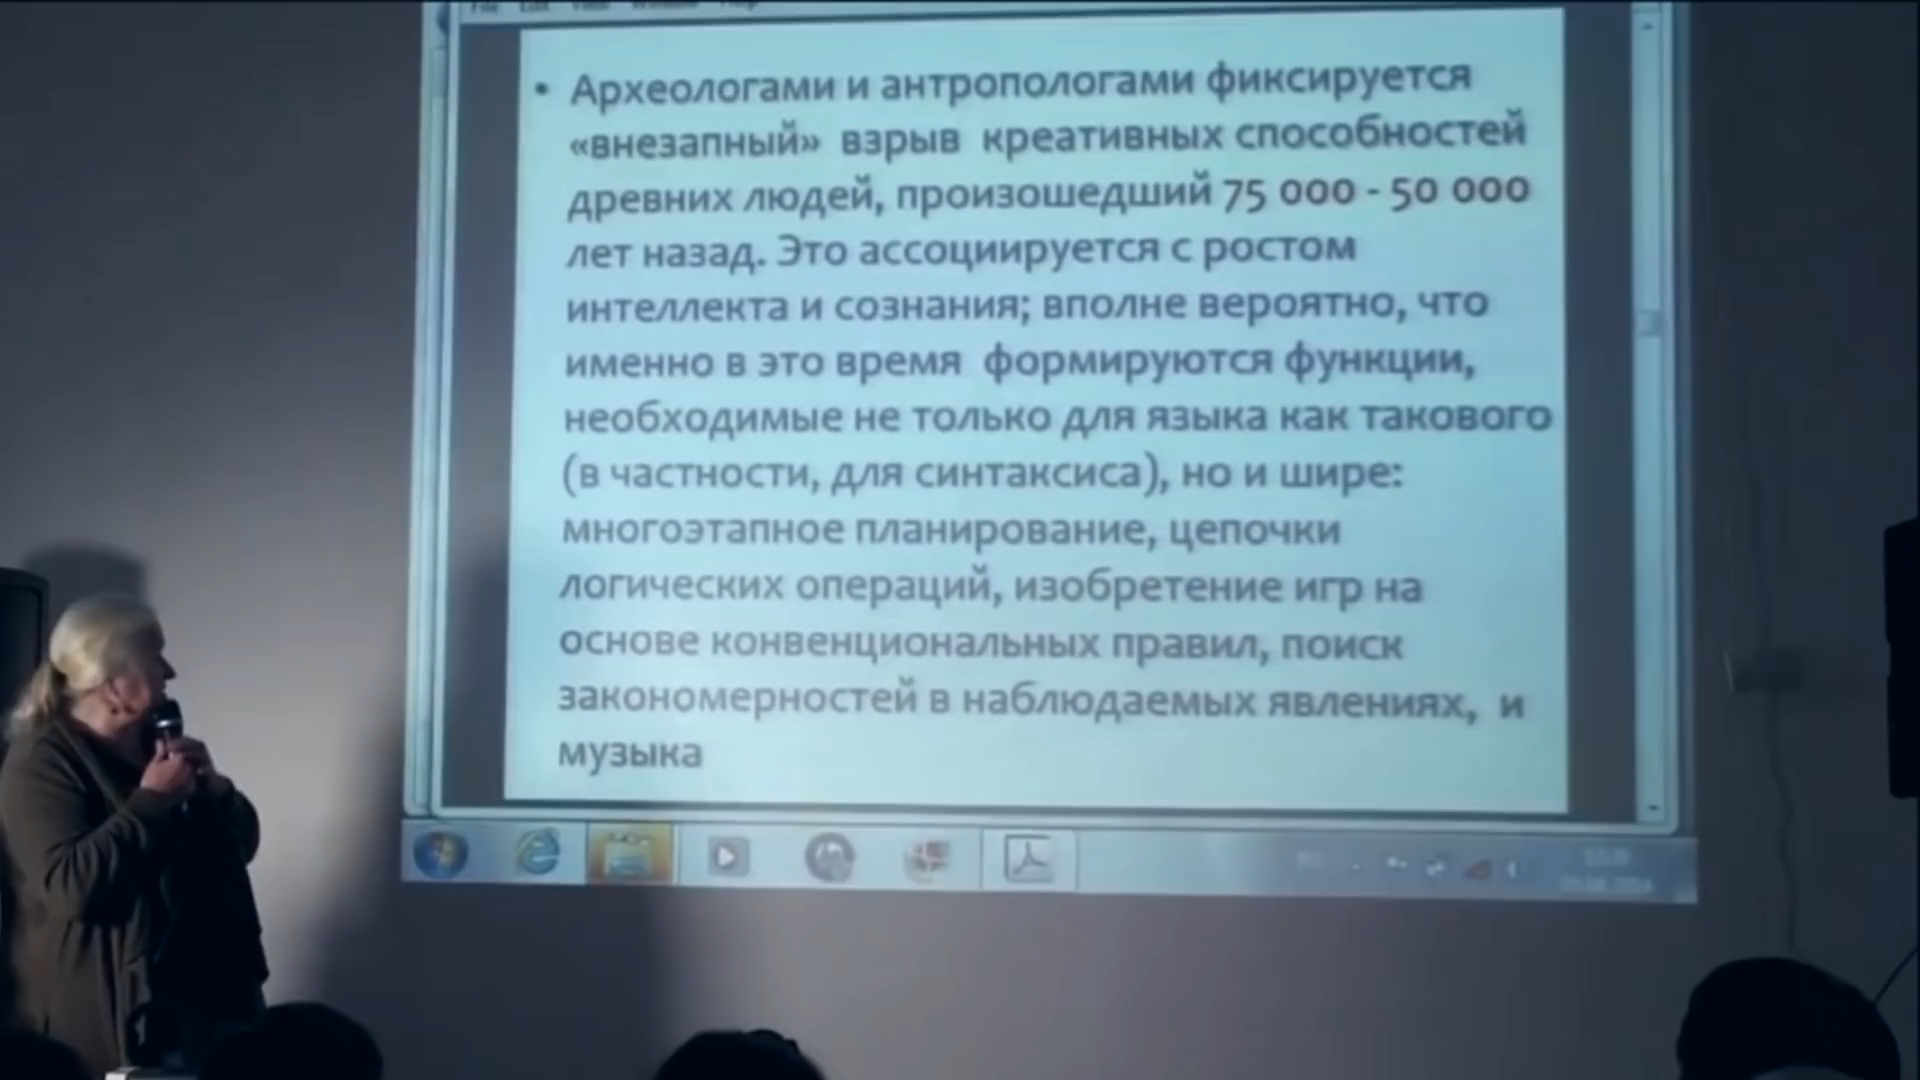 • Археологами и антропологами фиксируется
«внезапный» взрыв креативных способностей
древних людей, произошедший 75 000 - 50 000
лет назад. Это ассоциируется с ростом
интеллекта и сознания; вполне вероятно, что
именно в это время формируются функции,
необходимые не только для языка как такового
(в частности, для синтаксиса), но и шире:
многоэтапное планирование, цепочки
логических операций, изобретение игр на
основе конвенциональных правил, поиск
закономерностей в наблюдаемых явлениях, и
музыка